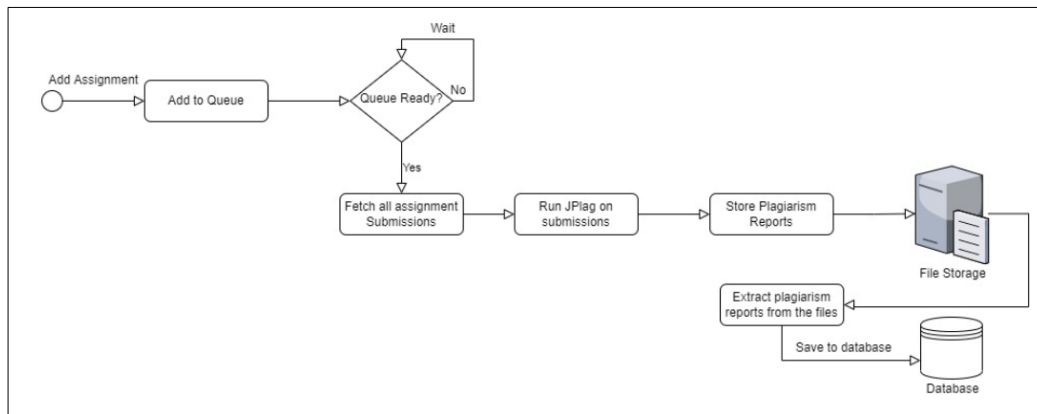 Wait
Add Assignment
Add to Queue
Queue Ready?
No
Yes
Fetch all assignment
Submissions
Run JPlag on
submissions
Store Plagiarism
Reports
File Storage
Extract plagiarism
reports from the files
Save to database
Database